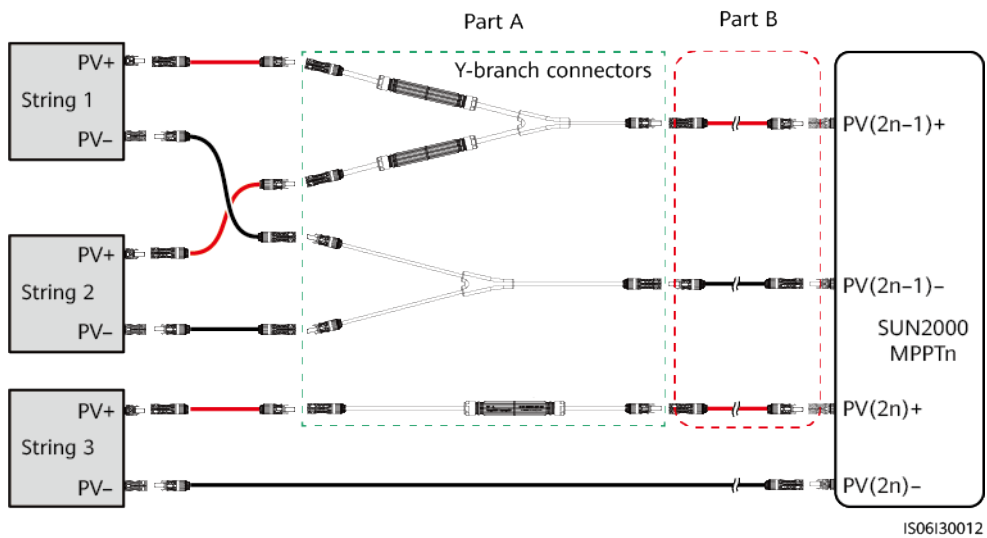 Part A
Part B
Y-branch connectors
PV+
String 1
PV–
PV+
String 2
PV–
PV+
String 3
PV–
PV(2n–1)+
PV(2n–1)–
SUN2000
MPPTn
PV(2n)+
PV(2n)–
IS06I30012